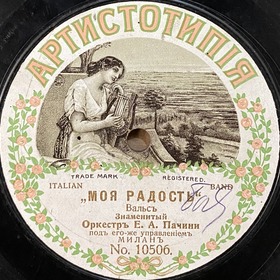 АРТИСТОТИПІЯ
TRADE MARK REGISTERED.
ITALIAN BAND
„МОЯ РАДОСТЬ"
Вальсъ
Знаменитый
Оркестръ Е. А. Пачини
подъ его-же управленіемъ
МИЛАНЪ
No. 10506.